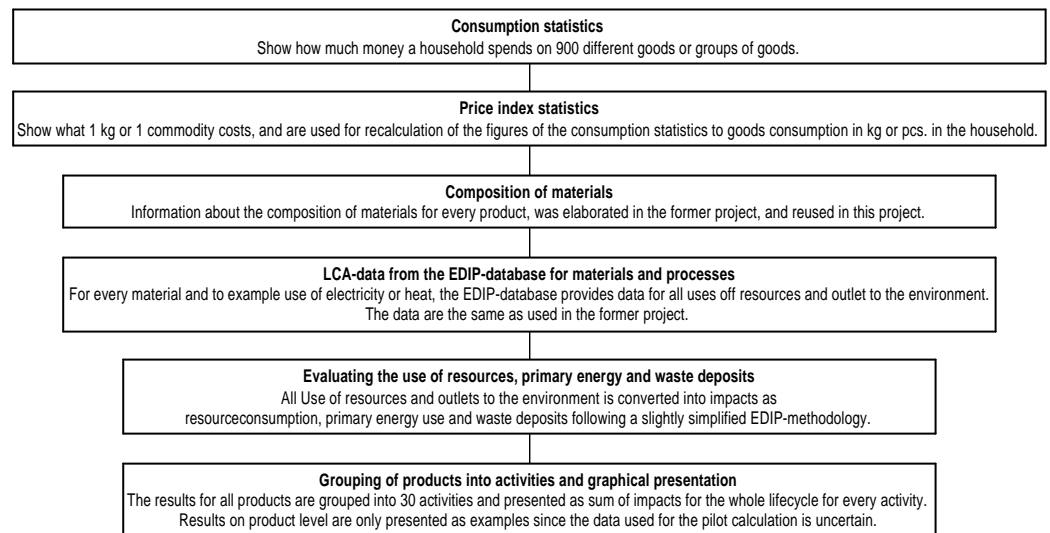 Consumption statistics
Show how much money a household spends on 900 different goods or groups of goods.
Price index statistics
Show what 1 kg or 1 commodity costs, and are used for recalculation of the figures of the consumption statistics to goods consumption in kg or pcs. in the household.
Composition of materials
Information about the composition of materials for every product, was elaborated in the former project, and reused in this project.
LCA-data from the EDIP-database for materials and processes
For every material and to example use of electricity or heat, the EDIP-database provides data for all uses off resources and outlet to the environment.
The data are the same as used in the former project.
Evaluating the use of resources, primary energy and waste deposits
All Use of resources and outlets to the environment is converted into impacts as
resourceconsumption, primary energy use and waste deposits following a slightly simplified EDIP-methodology.
Grouping of products into activities and graphical presentation
The results for all products are grouped into 30 activities and presented as sum of impacts for the whole lifecycle for every activity.
Results on product level are only presented as examples since the data used for the pilot calculation is uncertain.